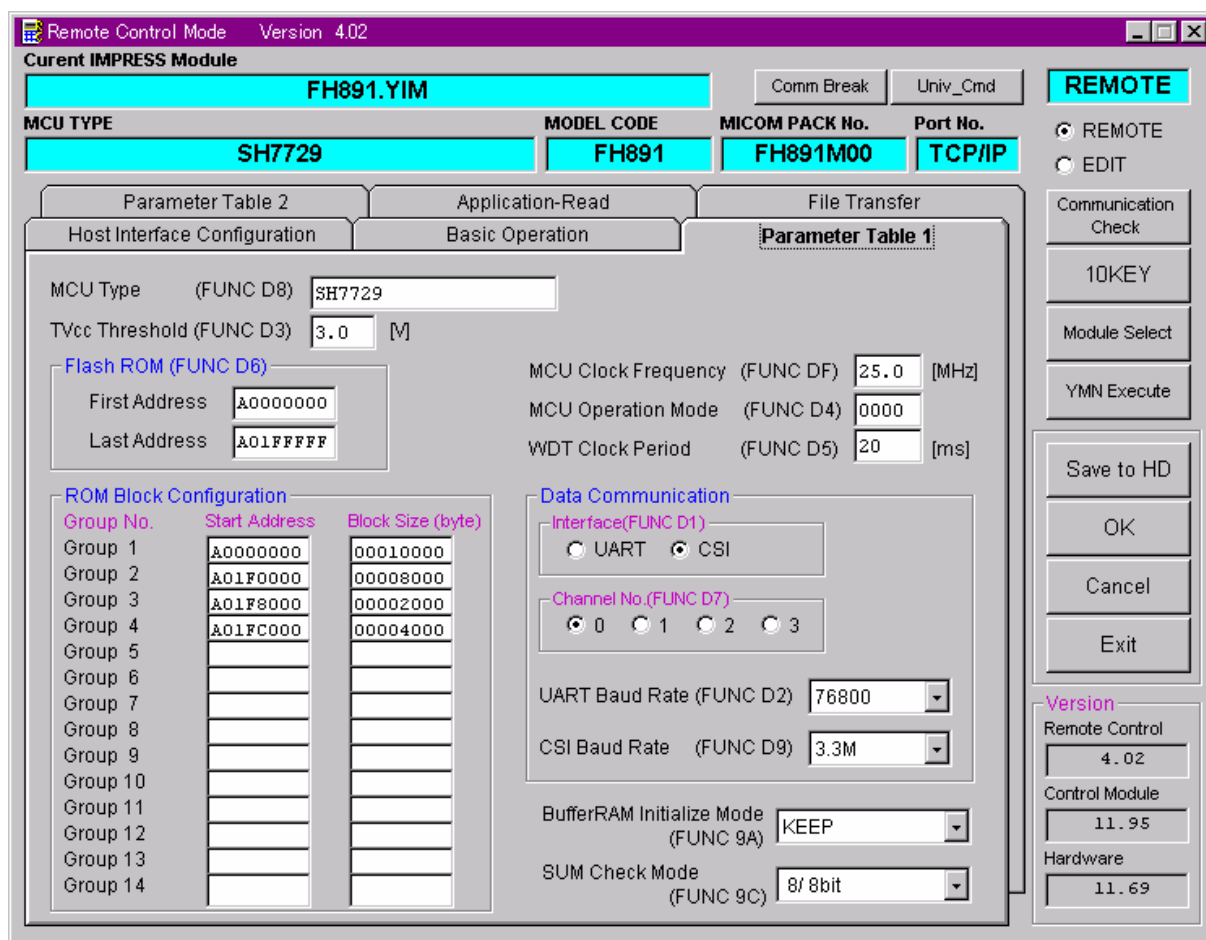 Remote Control Mode Version 4.02
Curent IMPRESS Module
FH891.YIM
Comm Break
Univ_Cmd
REMOTE
MCU TYPE
MODEL CODE
MICOM PACK No.
Port No.
SH7729
FH891
FH891M00
TCP/IP
REMOTE
EDIT
Parameter Table 2
Application-Read
File Transfer
Host Interface Configuration
Basic Operation
Parameter Table 1
Communication Check
10KEY
Module Select
YMN Execute
Save to HD
OK
Cancel
Exit
MCU Type (FUNC D8) SH7729
TVcc Threshold (FUNC D3) 3.0 [V]
Flash ROM (FUNC D6)
First Address A0000000
Last Address A01FFFFF
MCU Clock Frequency (FUNC DF) 25.0 [MHz]
MCU Operation Mode (FUNC D4) 0000
WDT Clock Period (FUNC D5) 20 [ms]
ROM Block Configuration
Group No. Start Address Block Size (byte)
Group 1 A0000000 00010000
Group 2 A01F0000 00008000
Group 3 A01F8000 00002000
Group 4 A01FC000 00004000
Group 5
Group 6
Group 7
Group 8
Group 9
Group 10
Group 11
Group 12
Group 13
Group 14
Data Communication
Interface(FUNC D1)
UART CSI
Channel No.(FUNC D7)
0 1 2 3
UART Baud Rate (FUNC D2) 76800
CSI Baud Rate (FUNC D9) 3.3M
BufferRAM Initialize Mode
(FUNC 9A) KEEP
SUM Check Mode
(FUNC 9C) 8/ 8bit
Version
Remote Control
4.02
Control Module
11.95
Hardware
11.69